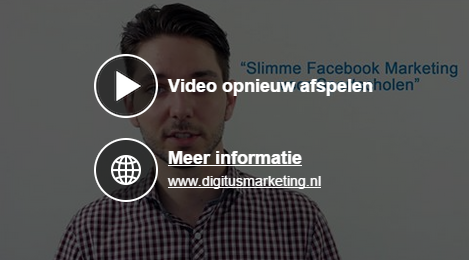 “Slimme Facebook Marketing
Video opnieuw afspelen
Meer informatie
www.digitusmarketing.nl